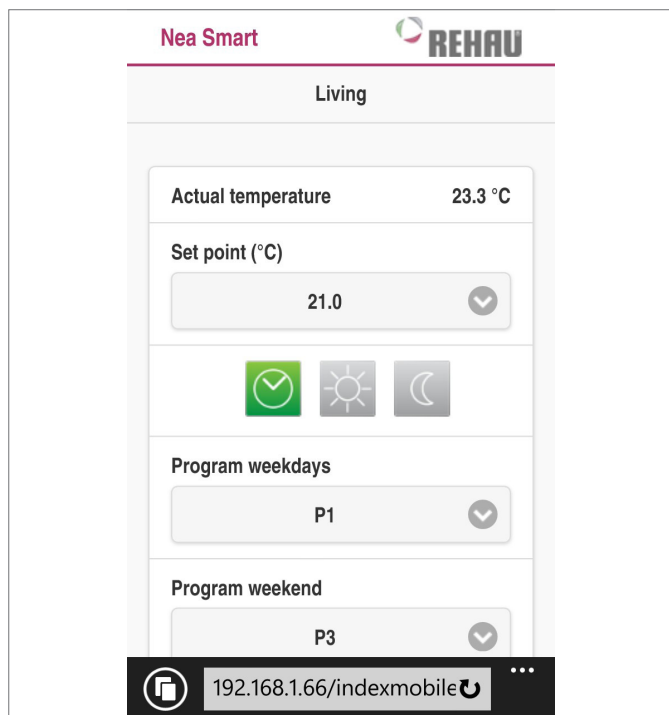 Nea Smart
REHAU
Living
Actual temperature 23.3 °C
Set point (°C)
21.0
Program weekdays
P1
Program weekend
P3
192.168.1.66/indexmobile